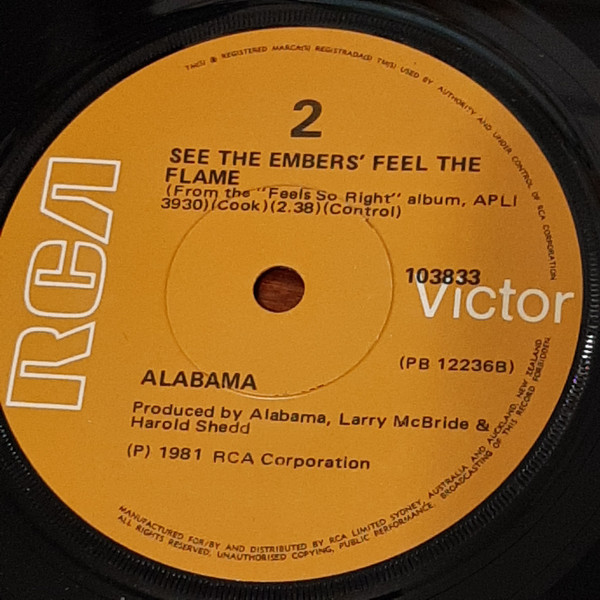 TM(S) & REGISTERED MARCA(S) REGISTRADA(S) TM(S) USED BY AUTHORITY AND UNDER CONTROL OF RCA CORPORATION
2
SEE THE EMBERS' FEEL THE
FLAME
(From the "Feels So Right" album, APLI
3930)(Cook)(2.38)(Control)
RCA
103833
Victor
(PB 12236B)
ALABAMA
Produced by Alabama, Larry McBride &
Harold Shedd
(P) 1981 RCA Corporation
MANUFACTURED FOR/BY AND DISTRIBUTED BY RCA LIMITED SYDNEY, AUSTRALIA AND AUCKLAND, NEW ZEALAND
ALL RIGHTS RESERVED, UNAUTHORISED COPYING, PUBLIC PERFORMANCE, BROADCASTING OF THIS RECORD FORBIDDEN